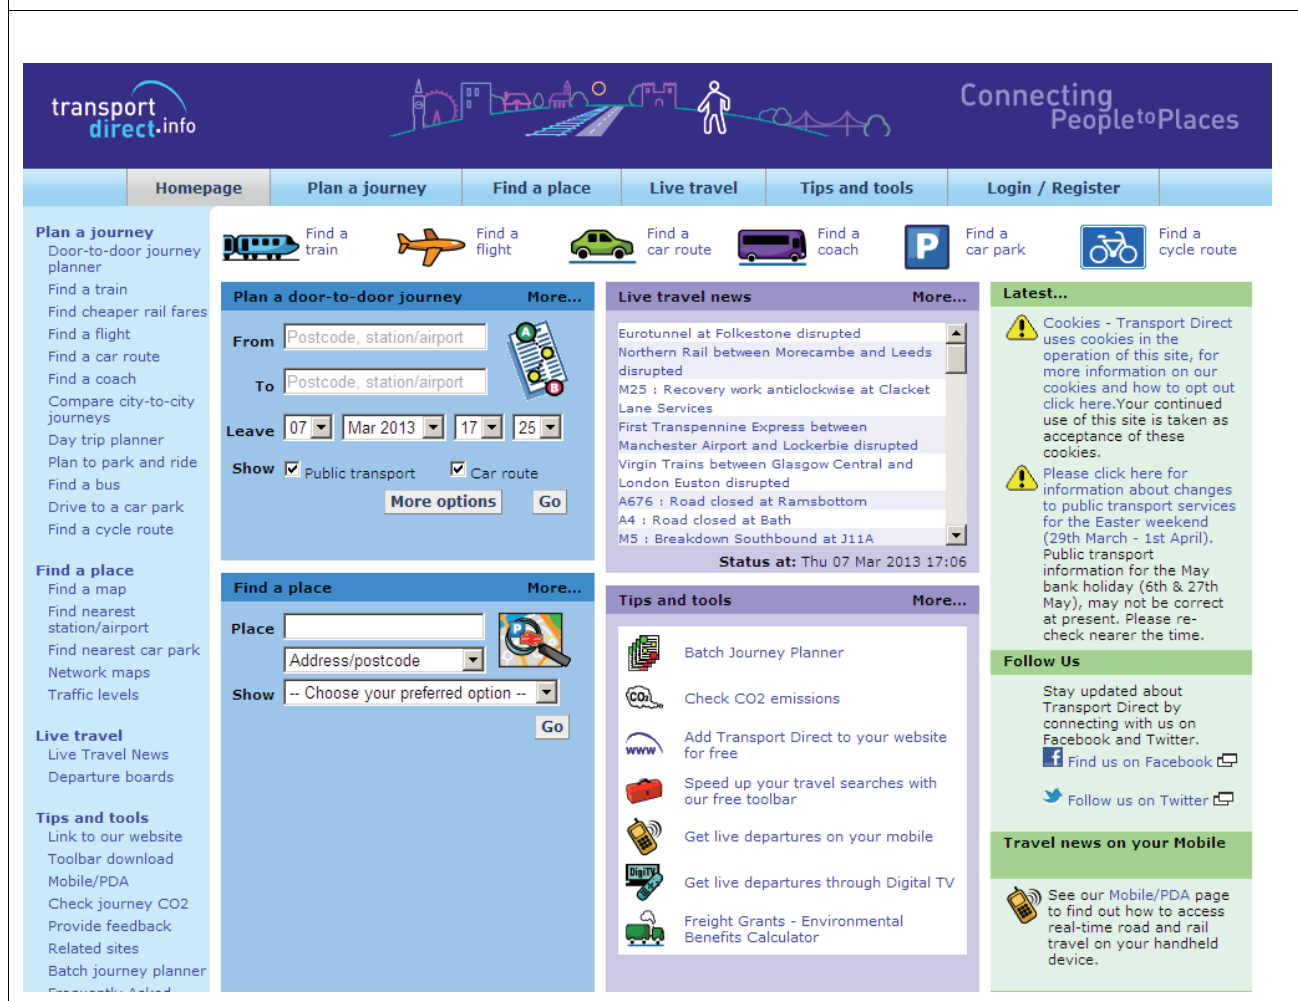 transport
direct.info
Connecting
People to Places
Homepage
Plan a journey
Find a place
Live travel
Tips and tools
Login / Register
Plan a journey
Door-to-door journey
planner
Find a train
Find cheaper rail fares
Find a flight
Find a car route
Find a coach
Compare city-to-city
journeys
Day trip planner
Plan to park and ride
Find a bus
Drive to a car park
Find a cycle route
Find a place
Find a map
Find nearest
station/airport
Find nearest car park
Network maps
Traffic levels
Live travel
Live Travel News
Departure boards
Tips and tools
Link to our website
Toolbar download
Mobile/PDA
Check journey CO2
Provide feedback
Related sites
Batch journey planner
Frequently Asked
Find a
train
Find a
flight
Find a
car route
Find a
coach
P
Find a
car park
Find a
cycle route
Plan a door-to-door journey More...
From Postcode, station/airport
A
To Postcode, station/airport
B
Leave 07 Mar 2013 17 25
Show Public transport Car route
More options Go
Find a place More...
Place
P
Address/postcode
Show -- Choose your preferred option --
Go
Live travel news More...
Eurotunnel at Folkestone disrupted
Northern Rail between Morecambe and Leeds
disrupted
M25 : Recovery work anticlockwise at Clacket
Lane Services
First Transpennine Express between
Manchester Airport and Lockerbie disrupted
Virgin Trains between Glasgow Central and
London Euston disrupted
A676 : Road closed at Ramsbottom
A4 : Road closed at Bath
M5 : Breakdown Southbound at J11A
Status at: Thu 07 Mar 2013 17:06
Tips and tools More...
Batch Journey Planner
CO2
Check CO2 emissions
www
Add Transport Direct to your website
for free
Speed up your travel searches with
our free toolbar
Get live departures on your mobile
DigiTV
Get live departures through Digital TV
Freight Grants - Environmental
Benefits Calculator
Latest...
Cookies - Transport Direct
uses cookies in the
operation of this site, for
more information on our
cookies and how to opt out
click here.Your continued
use of this site is taken as
acceptance of these
cookies.
Please click here for
information about changes
to public transport services
for the Easter weekend
(29th March - 1st April).
Public transport
information for the May
bank holiday (6th & 27th
May), may not be correct
at present. Please re-
check nearer the time.
Follow Us
Stay updated about
Transport Direct by
connecting with us on
Facebook and Twitter.
f Find us on Facebook
Follow us on Twitter
Travel news on your Mobile
See our Mobile/PDA page
to find out how to access
real-time road and rail
travel on your handheld
device.